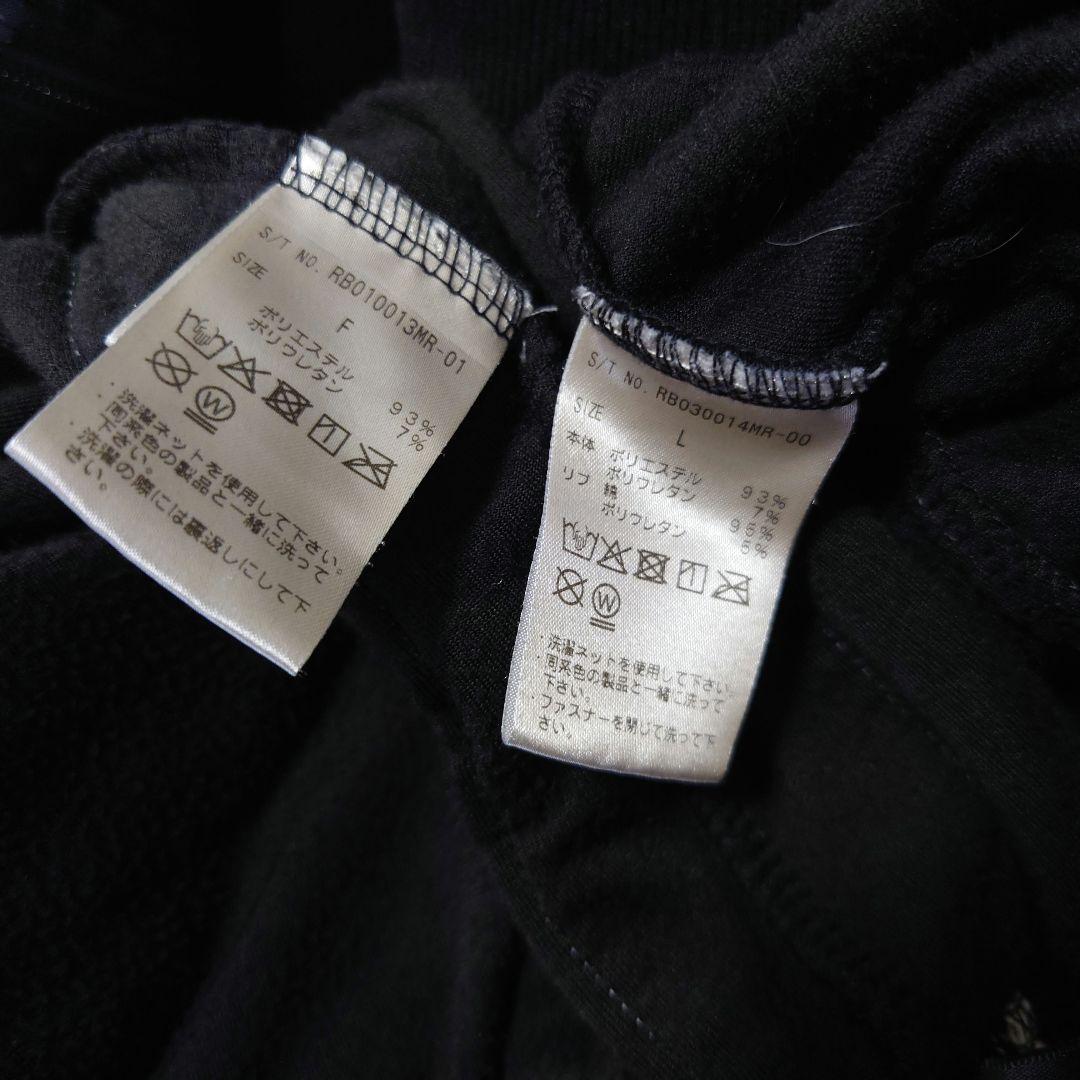 S/T NO. RB010013MR-01
SIZE F
ポリエステル 93%
ポリウレタン 7%
W
・洗濯ネットを使用して下さい。
・同系色の製品と一緒に洗って
下さい。
・洗濯の際には裏返しにして下
さい。
S/T NO. RB030014MR-00
SIZE L
本体 ポリエステル 93%
ポリウレタン 7%
リブ 綿 95%
ポリウレタン 5%
W
・洗濯ネットを使用して下さい。
・同系色の製品と一緒に洗って
下さい。
・ファスナーを閉じて洗って下
さい。